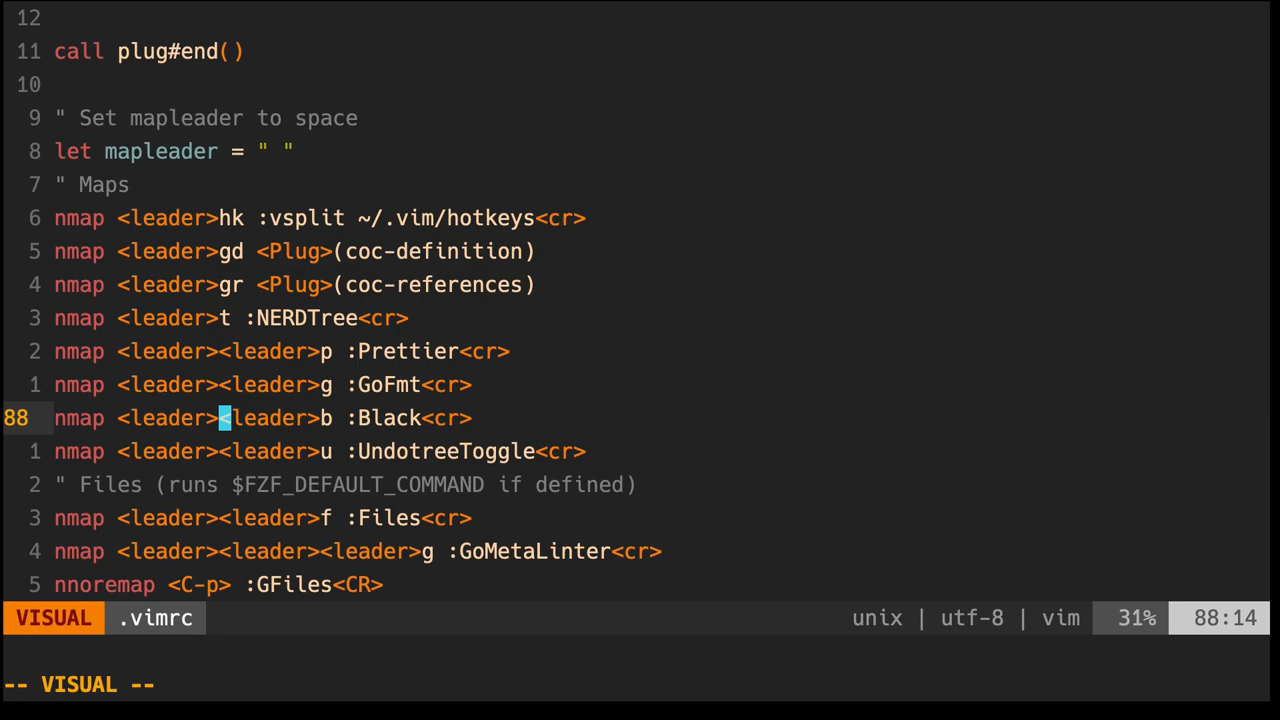 12
11 call plug#end()
10
9 " Set mapleader to space
8 let mapleader = " "
7 " Maps
6 nmap <leader>hk :vsplit ~/.vim/hotkeys<cr>
5 nmap <leader>gd <Plug>(coc-definition)
4 nmap <leader>gr <Plug>(coc-references)
3 nmap <leader>t :NERDTree<cr>
2 nmap <leader><leader>p :Prettier<cr>
1 nmap <leader><leader>g :GoFmt<cr>
88 nmap <leader><leader>b :Black<cr>
1 nmap <leader><leader>u :UndotreeToggle<cr>
2 " Files (runs $FZF_DEFAULT_COMMAND if defined)
3 nmap <leader><leader>f :Files<cr>
4 nmap <leader><leader><leader>g :GoMetaLinter<cr>
5 nnoremap <C-p> :GFiles<CR>
VISUAL .vimrc unix | utf-8 | vim 31% 88:14
-- VISUAL --